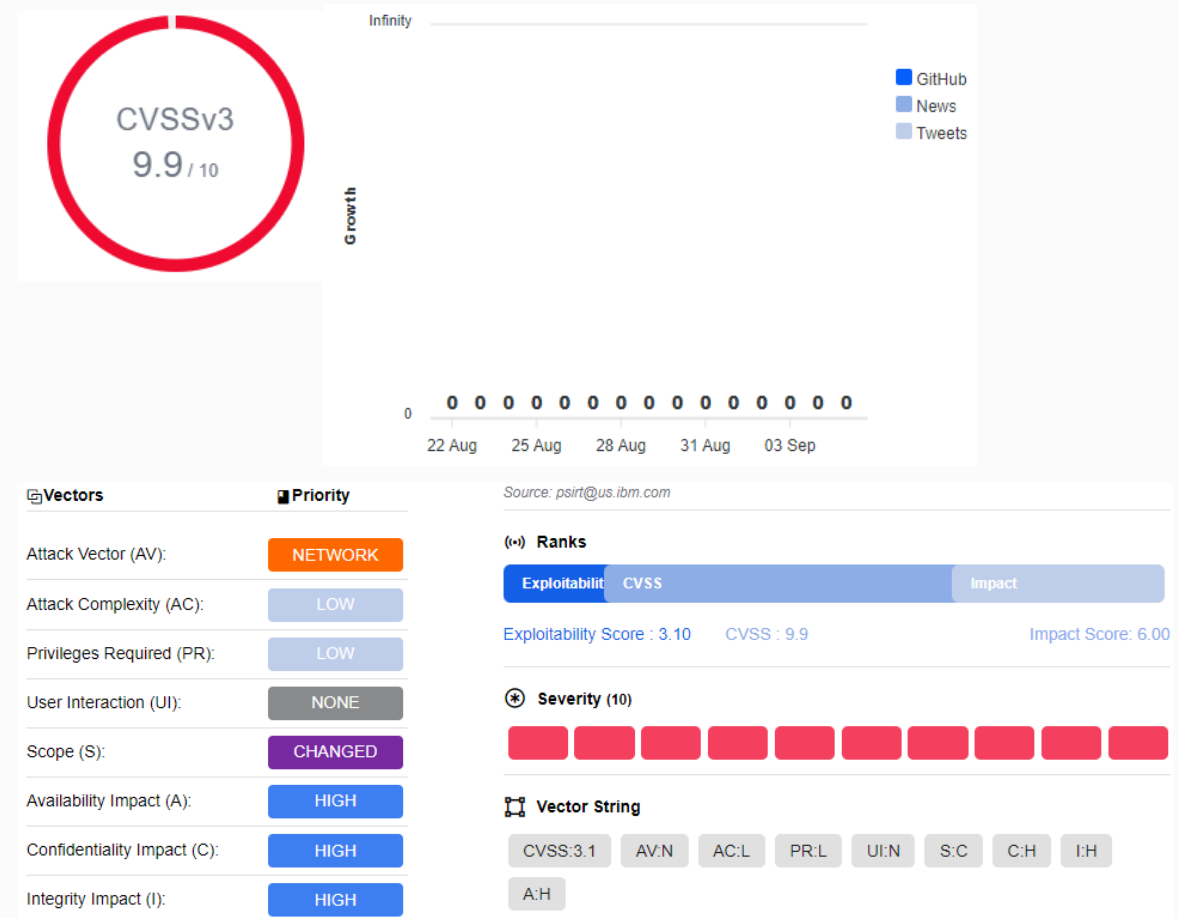 CVSSv3
9.9 / 10
Infinity
Growth
0
0 0 0 0 0 0 0 0 0 0 0 0 0 0 0
22 Aug 25 Aug 28 Aug 31 Aug 03 Sep
GitHub
News
Tweets
Vectors Priority
Attack Vector (AV): NETWORK
Attack Complexity (AC): LOW
Privileges Required (PR): LOW
User Interaction (UI): NONE
Scope (S): CHANGED
Availability Impact (A): HIGH
Confidentiality Impact (C): HIGH
Integrity Impact (I): HIGH
Source: psirt@us.ibm.com
Ranks
Exploitabilit CVSS Impact
Exploitability Score : 3.10 CVSS : 9.9 Impact Score: 6.00
Severity (10)
Vector String
CVSS:3.1 AV:N AC:L PR:L UI:N S:C C:H I:H
A:H